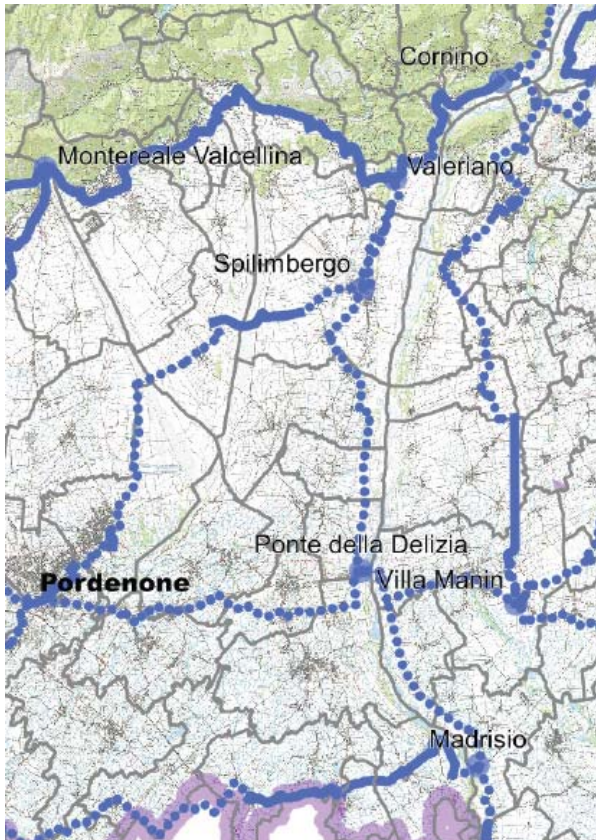 Cornino
Montereale Valcellina
Valeriano
Spilimbergo
Ponte della Delizia
Pordenone
Villa Manin
Madrisio